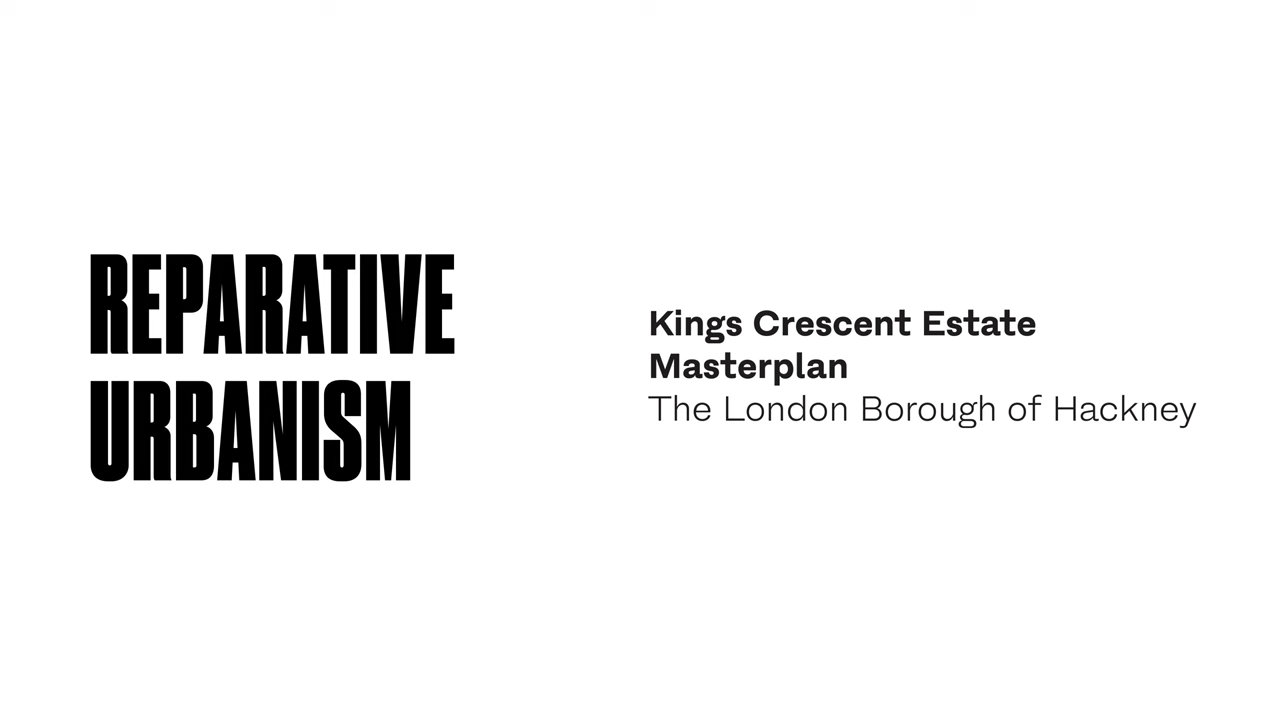 REPARATIVE
URBANISM
Kings Crescent Estate
Masterplan
The London Borough of Hackney